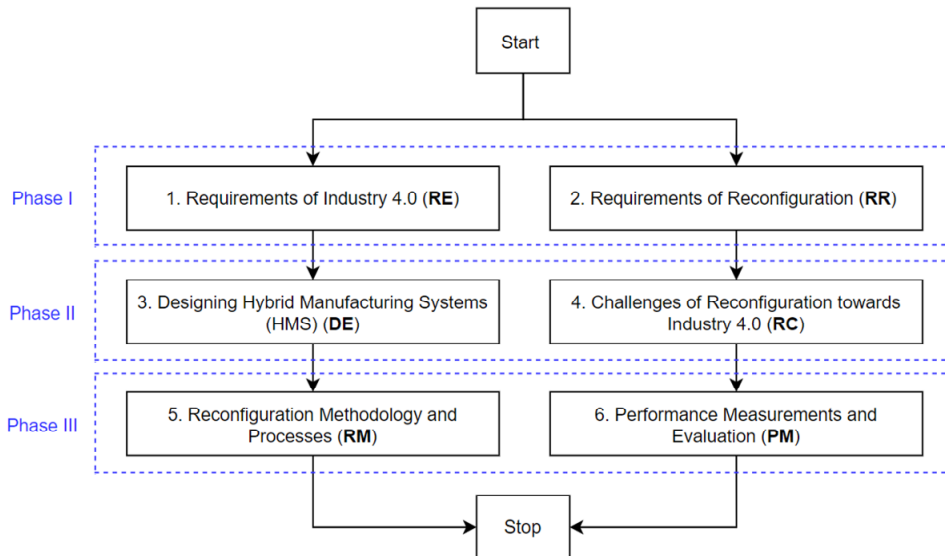 Start
Phase I
1. Requirements of Industry 4.0 (RE)
2. Requirements of Reconfiguration (RR)
Phase II
3. Designing Hybrid Manufacturing Systems
(HMS) (DE)
4. Challenges of Reconfiguration towards
Industry 4.0 (RC)
Phase III
5. Reconfiguration Methodology and
Processes (RM)
6. Performance Measurements and
Evaluation (PM)
Stop